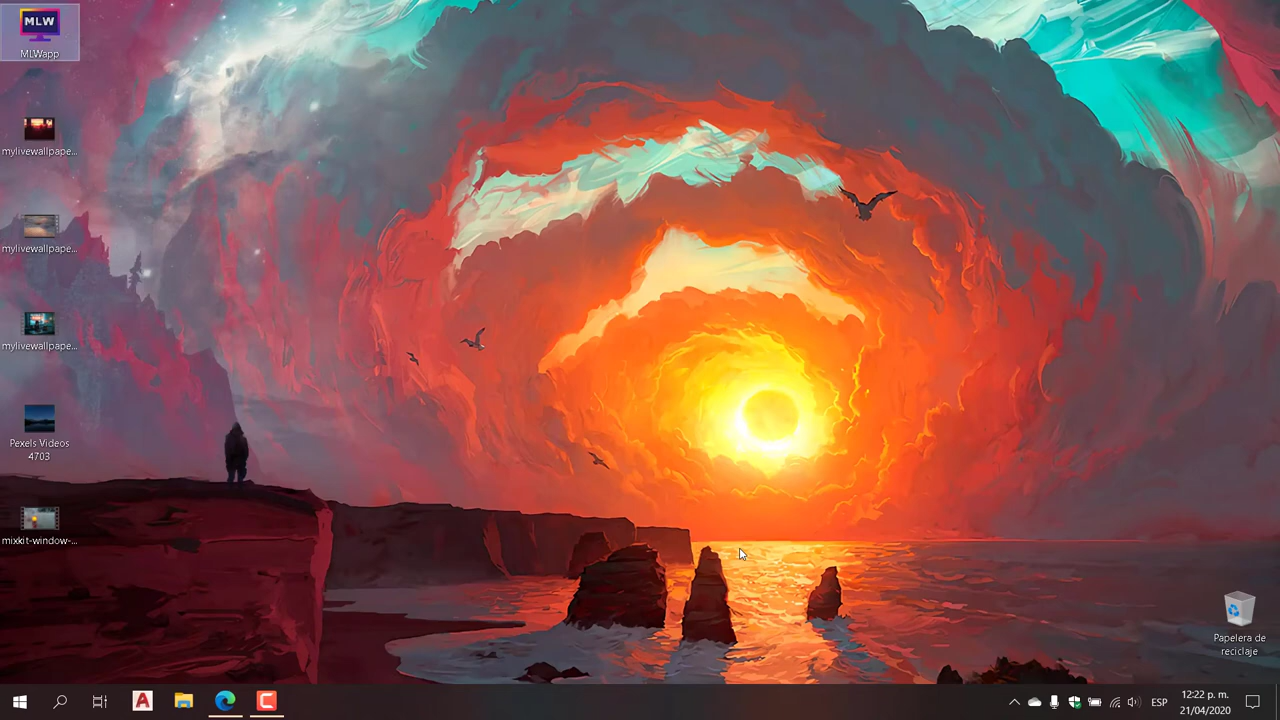 MLW
MLWapp
mylivewallpape...
mylivewallpape...
mylivewallpape...
Pexels Videos
4703
mixkit-window-...
Papelera de
reciclaje
A
C
ESP
12:22 p. m.
21/04/2020